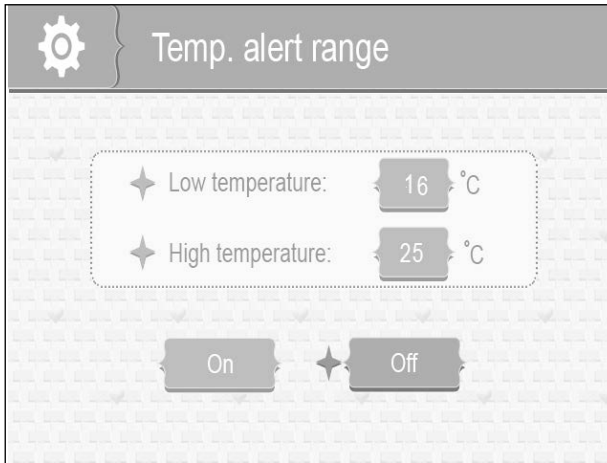 Temp. alert range
Low temperature: 16 °C
High temperature: 25 °C
On Off